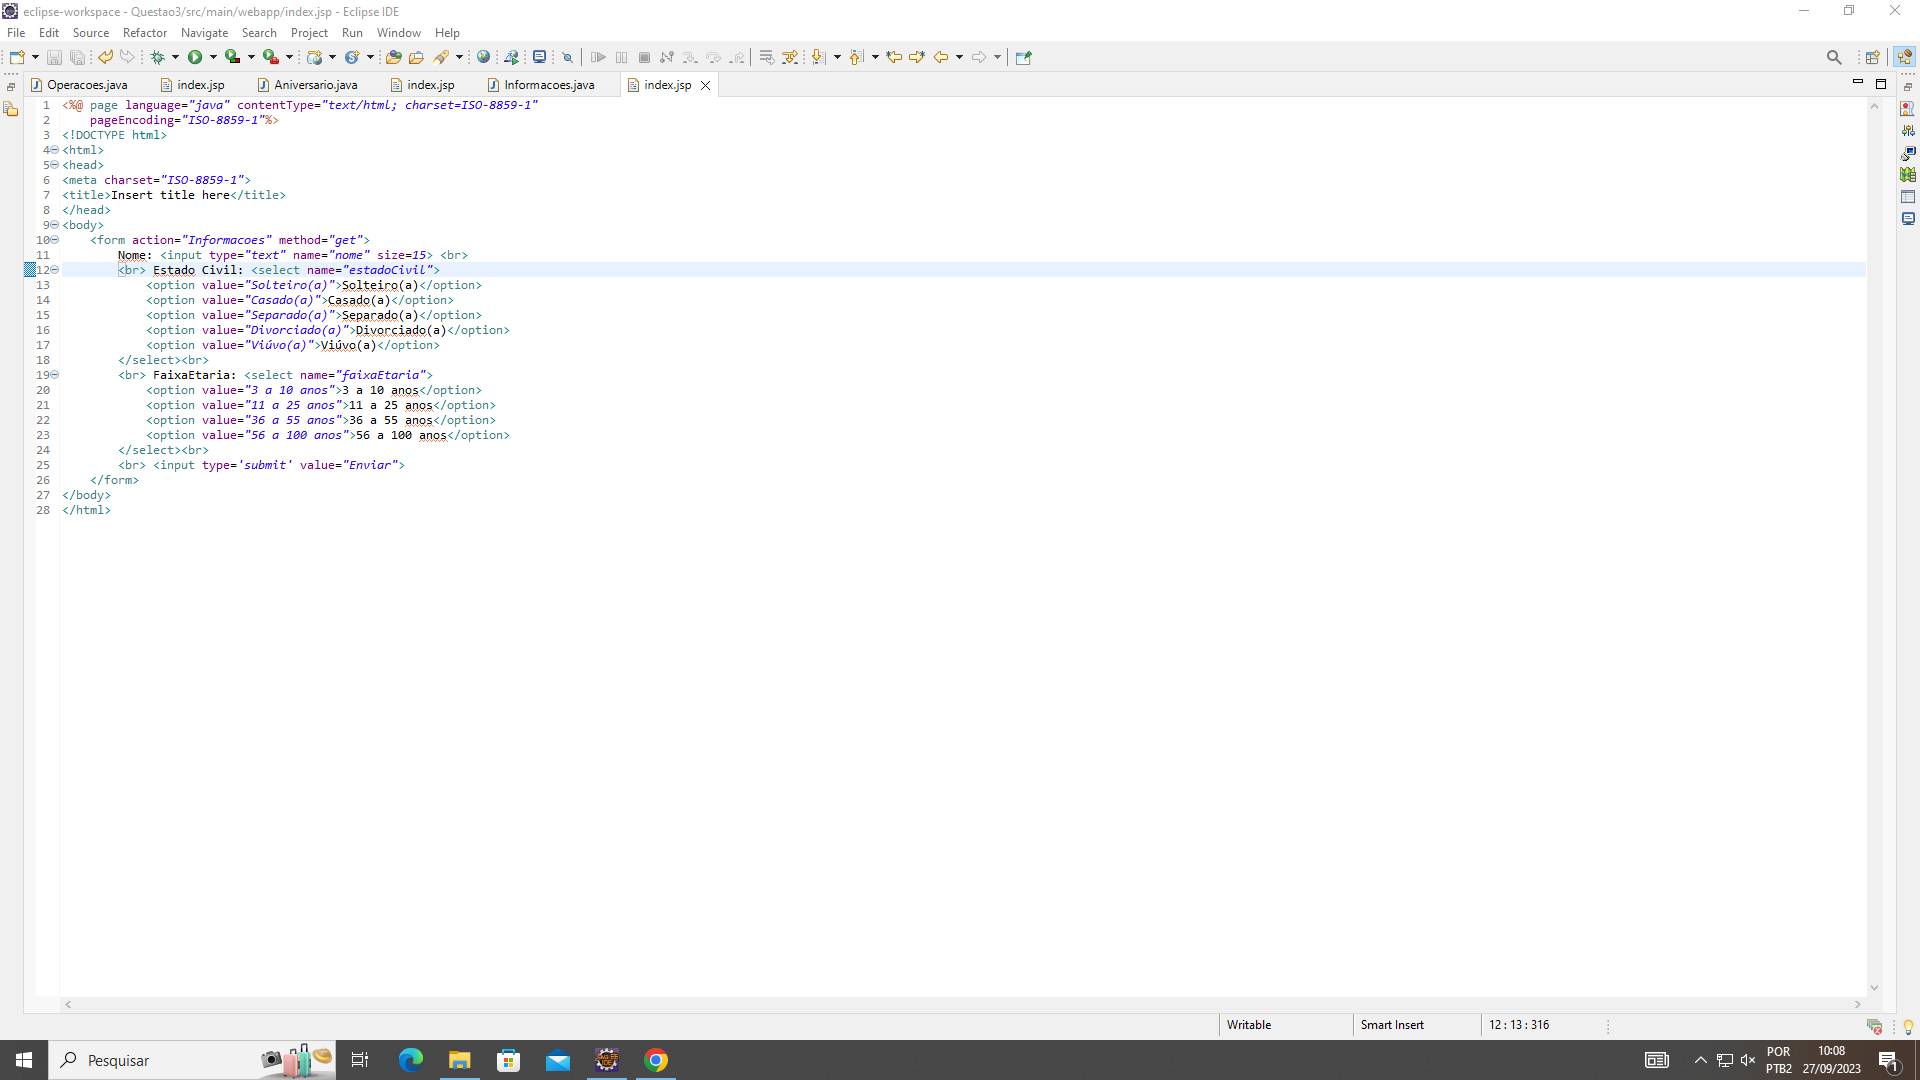 eclipse-workspace - Questao3/src/main/webapp/index.jsp - Eclipse IDE
File Edit Source Refactor Navigate Search Project Run Window Help
Operacoes.java index.jsp Aniversario.java index.jsp Informacoes.java index.jsp
1 <%@ page language="java" contentType="text/html; charset=ISO-8859-1"
2     pageEncoding="ISO-8859-1"%>
3 <!DOCTYPE html>
4 <html>
5 <head>
6 <meta charset="ISO-8859-1">
7 <title>Insert title here</title>
8 </head>
9 <body>
10     <form action="Informacoes" method="get">
11         Nome: <input type="text" name="nome" size=15> <br>
12         <br> Estado Civil: <select name="estadoCivil">
13             <option value="Solteiro(a)">Solteiro(a)</option>
14             <option value="Casado(a)">Casado(a)</option>
15             <option value="Separado(a)">Separado(a)</option>
16             <option value="Divorciado(a)">Divorciado(a)</option>
17             <option value="Viúvo(a)">Viúvo(a)</option>
18         </select><br>
19         <br> FaixaEtaria: <select name="faixaEtaria">
20             <option value="3 a 10 anos">3 a 10 anos</option>
21             <option value="11 a 25 anos">11 a 25 anos</option>
22             <option value="36 a 55 anos">36 a 55 anos</option>
23             <option value="56 a 100 anos">56 a 100 anos</option>
24         </select><br>
25         <br> <input type='submit' value="Enviar">
26     </form>
27 </body>
28 </html>
Writable Smart Insert 12 : 13 : 316
Pesquisar
POR 10:08
PTB2 27/09/2023 1